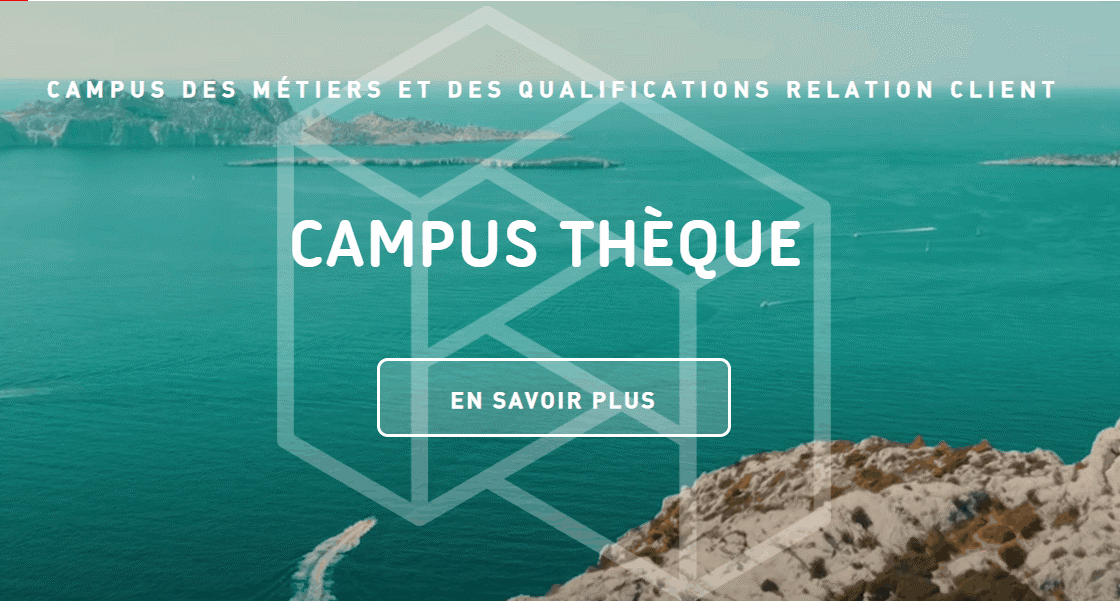 CAMPUS DES MÉTIERS ET DES QUALIFICATIONS RELATION CLIENT
CAMPUS THÈQUE
EN SAVOIR PLUS